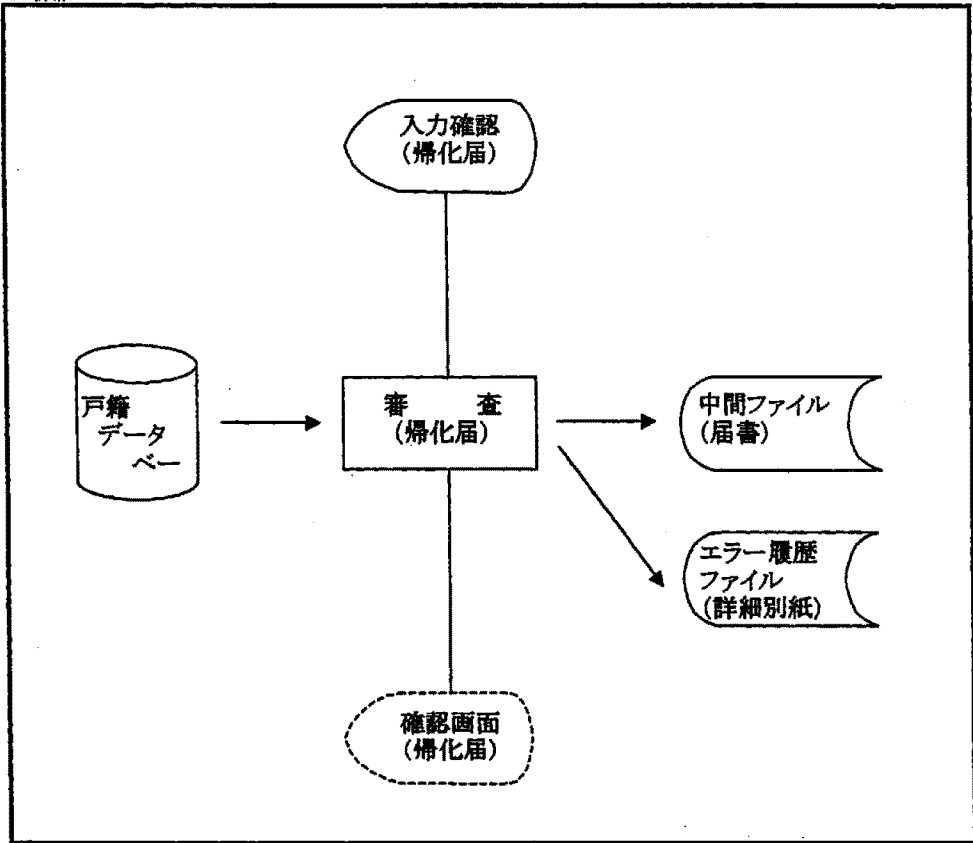 入力確認
(帰化届)
戸籍
データ
ベー
審　　査
(帰化届)
中間ファイル
(届書)
エラー履歴
ファイル
(詳細別紙)
確認画面
(帰化届)